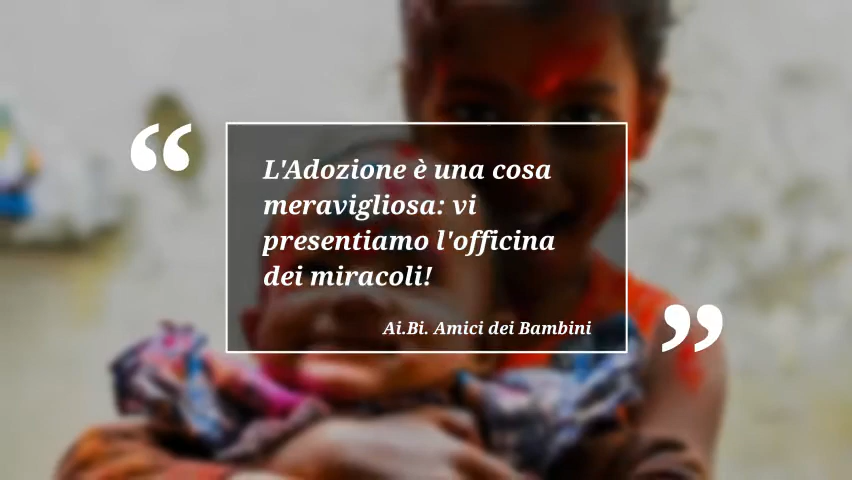 “
L'Adozione è una cosa
meravigliosa: vi
presentiamo l'officina
dei miracoli!
Ai.Bi. Amici dei Bambini
”